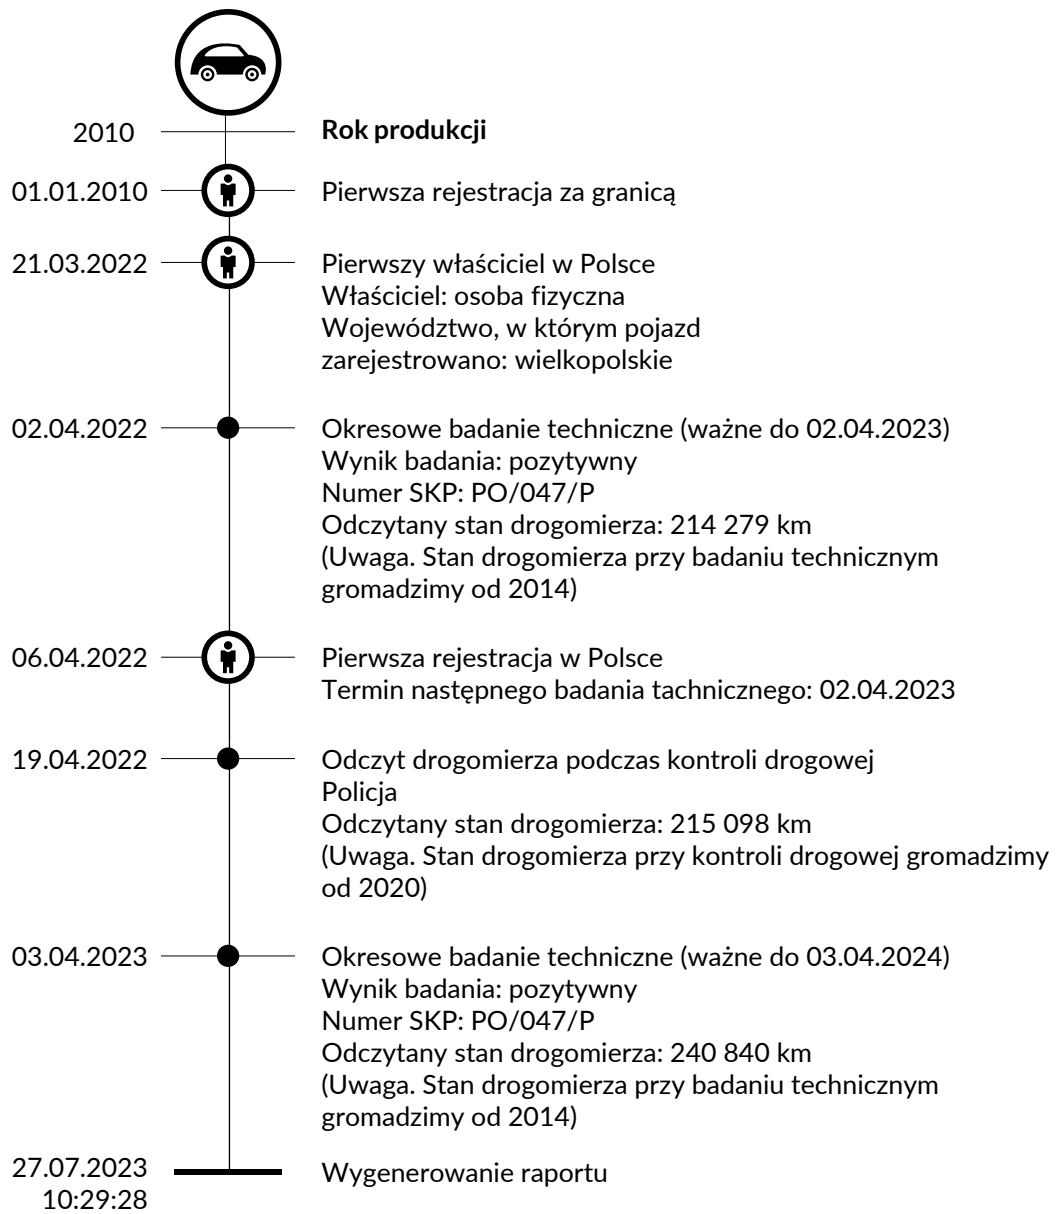 2010 Rok produkcji
01.01.2010 Pierwsza rejestracja za granicą
21.03.2022 Pierwszy właściciel w Polsce
Właściciel: osoba fizyczna
Województwo, w którym pojazd
zarejestrowano: wielkopolskie
02.04.2022 Okresowe badanie techniczne (ważne do 02.04.2023)
Wynik badania: pozytywny
Numer SKP: PO/047/P
Odczytany stan drogomierza: 214 279 km
(Uwaga. Stan drogomierza przy badaniu technicznym
gromadzimy od 2014)
06.04.2022 Pierwsza rejestracja w Polsce
Termin następnego badania tachnicznego: 02.04.2023
19.04.2022 Odczyt drogomierza podczas kontroli drogowej
Policja
Odczytany stan drogomierza: 215 098 km
(Uwaga. Stan drogomierza przy kontroli drogowej gromadzimy
od 2020)
03.04.2023 Okresowe badanie techniczne (ważne do 03.04.2024)
Wynik badania: pozytywny
Numer SKP: PO/047/P
Odczytany stan drogomierza: 240 840 km
(Uwaga. Stan drogomierza przy badaniu technicznym
gromadzimy od 2014)
27.07.2023 Wygenerowanie raportu
10:29:28